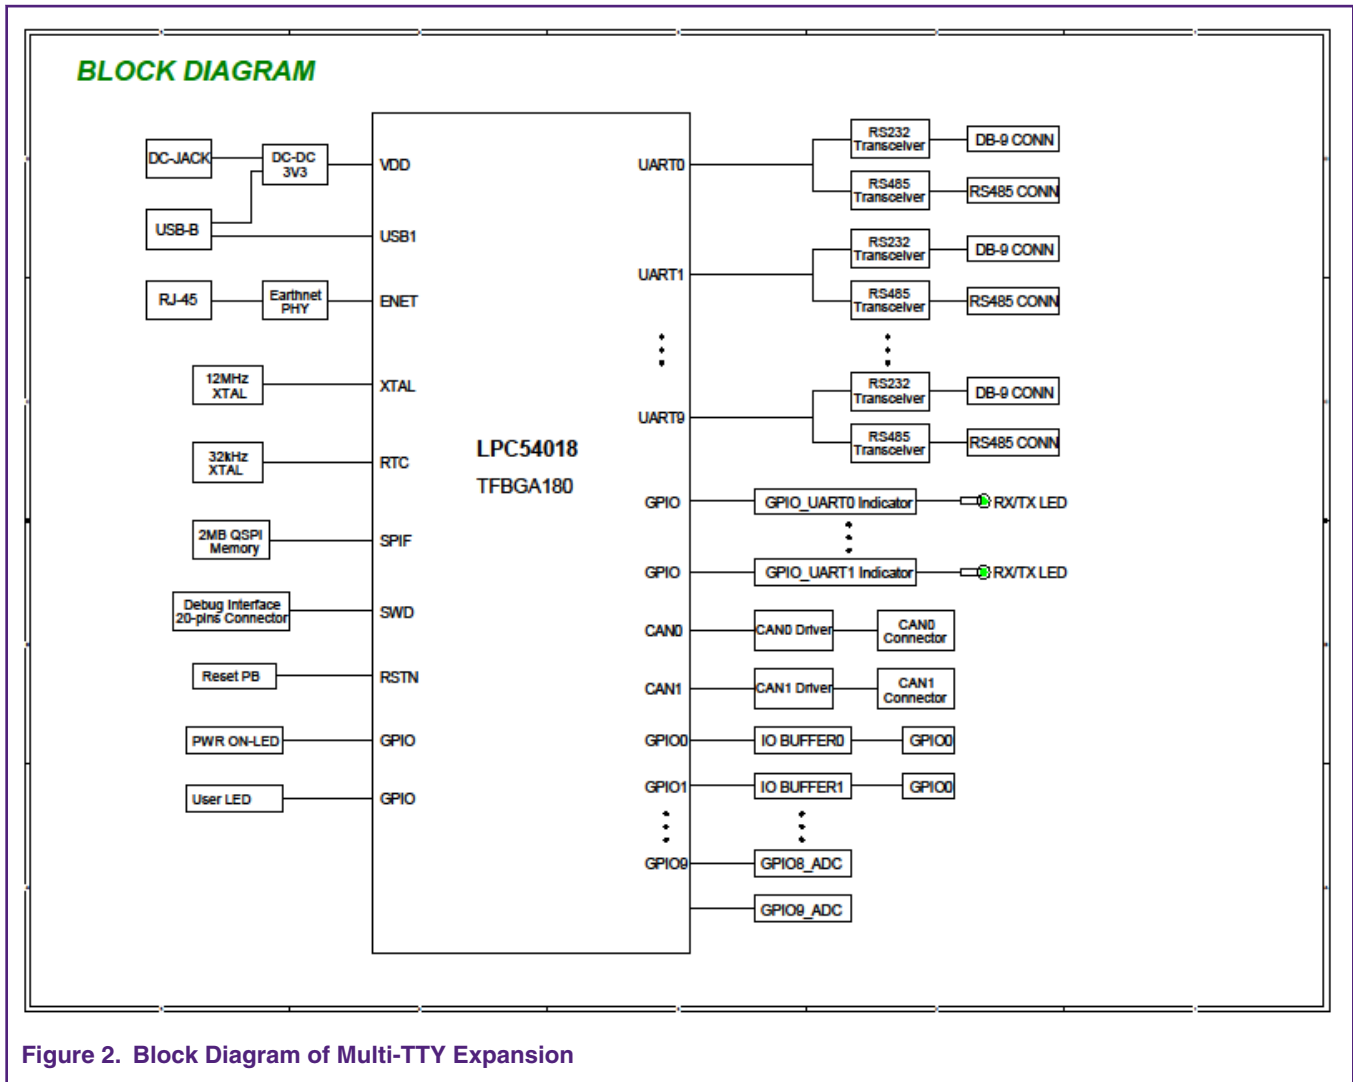 BLOCK DIAGRAM
DC-JACK
DC-DC
3V3
VDD
USB-B
USB1
RJ-45
Earthnet
PHY
ENET
12MHz
XTAL
XTAL
32kHz
XTAL
RTC
2MB QSPI
Memory
SPIF
Debug Interface
20-pins Connector
SWD
Reset PB
RSTN
PWR ON-LED
GPIO
User LED
GPIO
LPC54018
TFBGA180
UART0
RS232
Transceiver
DB-9 CONN
RS485
Transceiver
RS485 CONN
UART1
RS232
Transceiver
DB-9 CONN
RS485
Transceiver
RS485 CONN
UART9
RS232
Transceiver
DB-9 CONN
RS485
Transceiver
RS485 CONN
GPIO
GPIO_UART0 Indicator
RX/TX LED
GPIO
GPIO_UART1 Indicator
RX/TX LED
CAN0
CAN0 Driver
CAN0
Connector
CAN1
CAN1 Driver
CAN1
Connector
GPIO0
IO BUFFER0
GPIO0
GPIO1
IO BUFFER1
GPIO0
GPIO9
GPIO8_ADC
GPIO9_ADC
Figure 2. Block Diagram of Multi-TTY Expansion